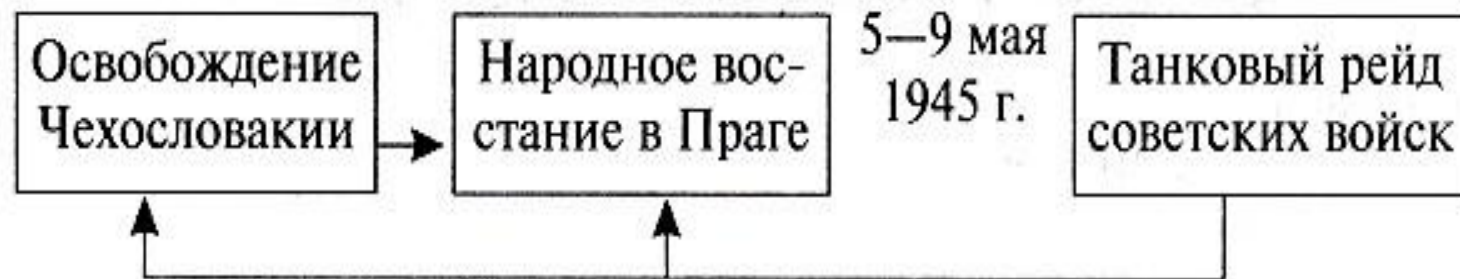 Освобождение
Чехословакии
Народное вос-
стание в Праге
5—9 мая
1945 г.
Танковый рейд
советских войск